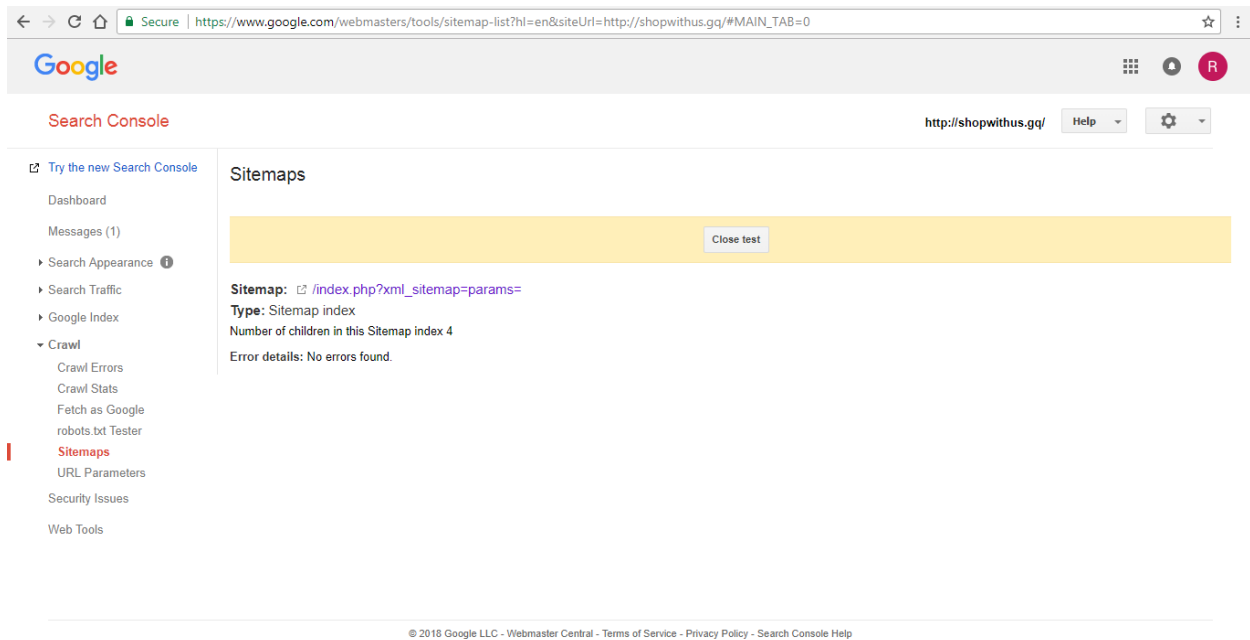 Secure | https://www.google.com/webmasters/tools/sitemap-list?hl=en&siteUrl=http://shopwithus.gq/#MAIN_TAB=0
Google
R
Search Console
http://shopwithus.gq/
Help
Try the new Search Console
Dashboard
Messages (1)
Search Appearance
Search Traffic
Google Index
Crawl
Crawl Errors
Crawl Stats
Fetch as Google
robots.txt Tester
Sitemaps
URL Parameters
Security Issues
Web Tools
Sitemaps
Close test
Sitemap: /index.php?xml_sitemap=params=
Type: Sitemap index
Number of children in this Sitemap index 4
Error details: No errors found.
© 2018 Google LLC - Webmaster Central - Terms of Service - Privacy Policy - Search Console Help